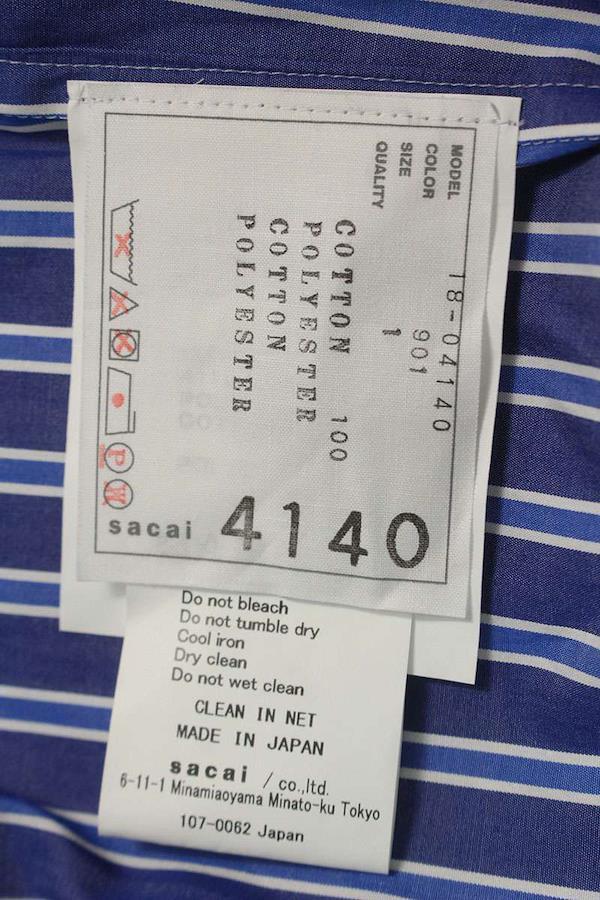 MODEL 18-04140
COLOR 901
SIZE 1
QUALITY
COTTON 100
POLYESTER
COTTON
POLYESTER
P
W
sacai 4140
Do not bleach
Do not tumble dry
Cool iron
Dry clean
Do not wet clean
CLEAN IN NET
MADE IN JAPAN
sacai / co.,ltd.
6-11-1 Minamiaoyama Minato-ku Tokyo
107-0062 Japan